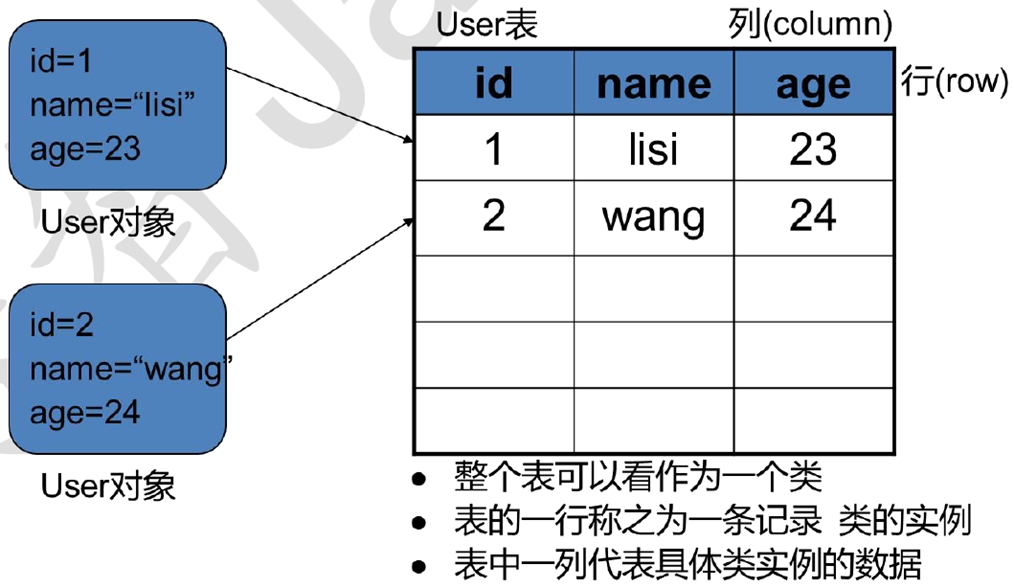 id=1
name=“lisi”
age=23
User对象
id=2
name=“wang”
age=24
User对象
User表 列(column)
id name age 行(row)
1 lisi 23
2 wang 24
• 整个表可以看作为一个类
• 表的一行称之为一条记录 类的实例
• 表中一列代表具体类实例的数据